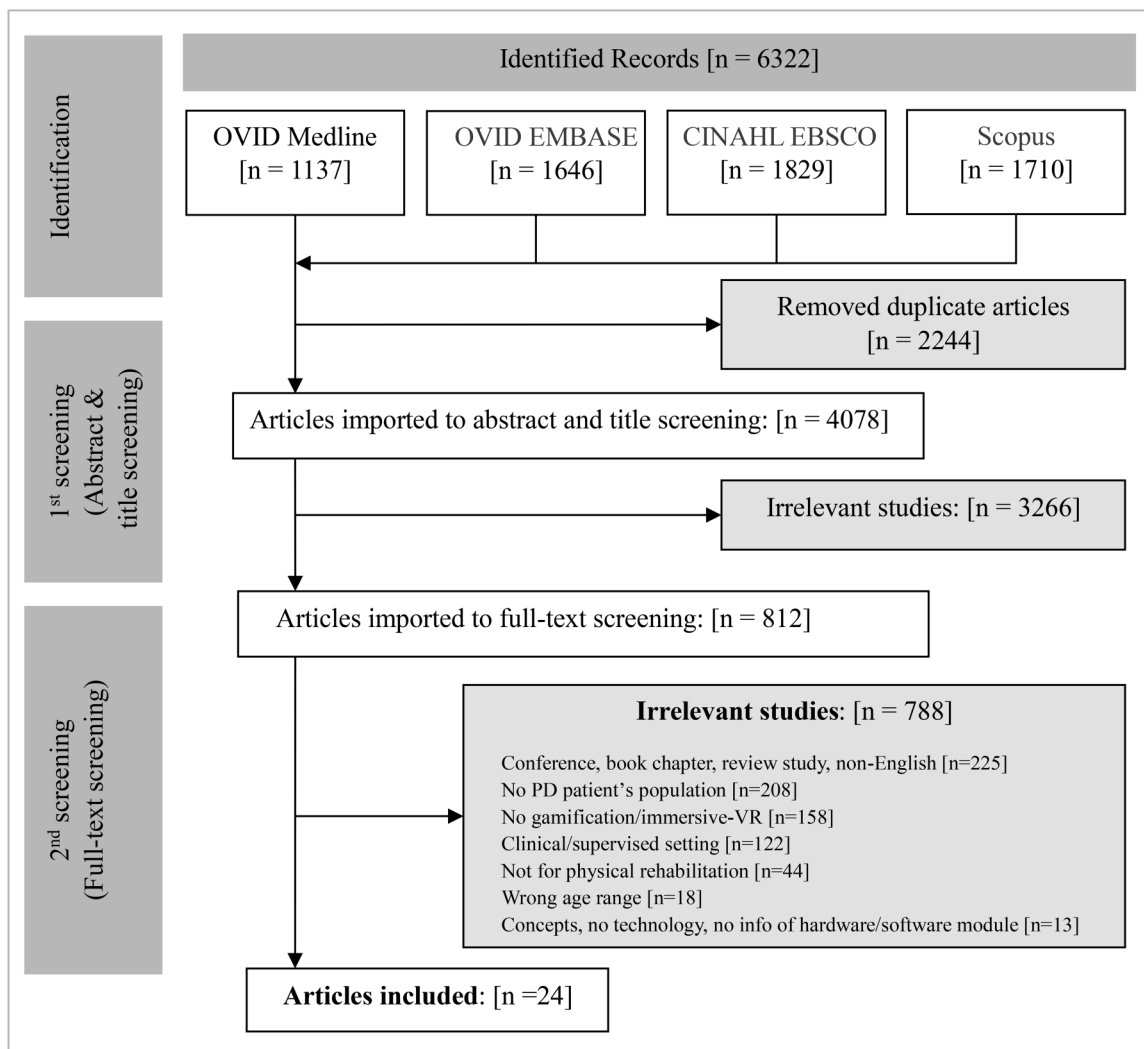 Identification
Identified Records [n = 6322]
OVID Medline
[n = 1137]
OVID EMBASE
[n = 1646]
CINAHL EBSCO
[n = 1829]
Scopus
[n = 1710]
Removed duplicate articles
[n = 2244]
1st screening
(Abstract &
title screening)
Articles imported to abstract and title screening: [n = 4078]
Irrelevant studies: [n = 3266]
Articles imported to full-text screening: [n = 812]
2nd screening
(Full-text screening)
Irrelevant studies: [n = 788]
Conference, book chapter, review study, non-English [n=225]
No PD patient’s population [n=208]
No gamification/immersive-VR [n=158]
Clinical/supervised setting [n=122]
Not for physical rehabilitation [n=44]
Wrong age range [n=18]
Concepts, no technology, no info of hardware/software module [n=13]
Articles included: [n =24]